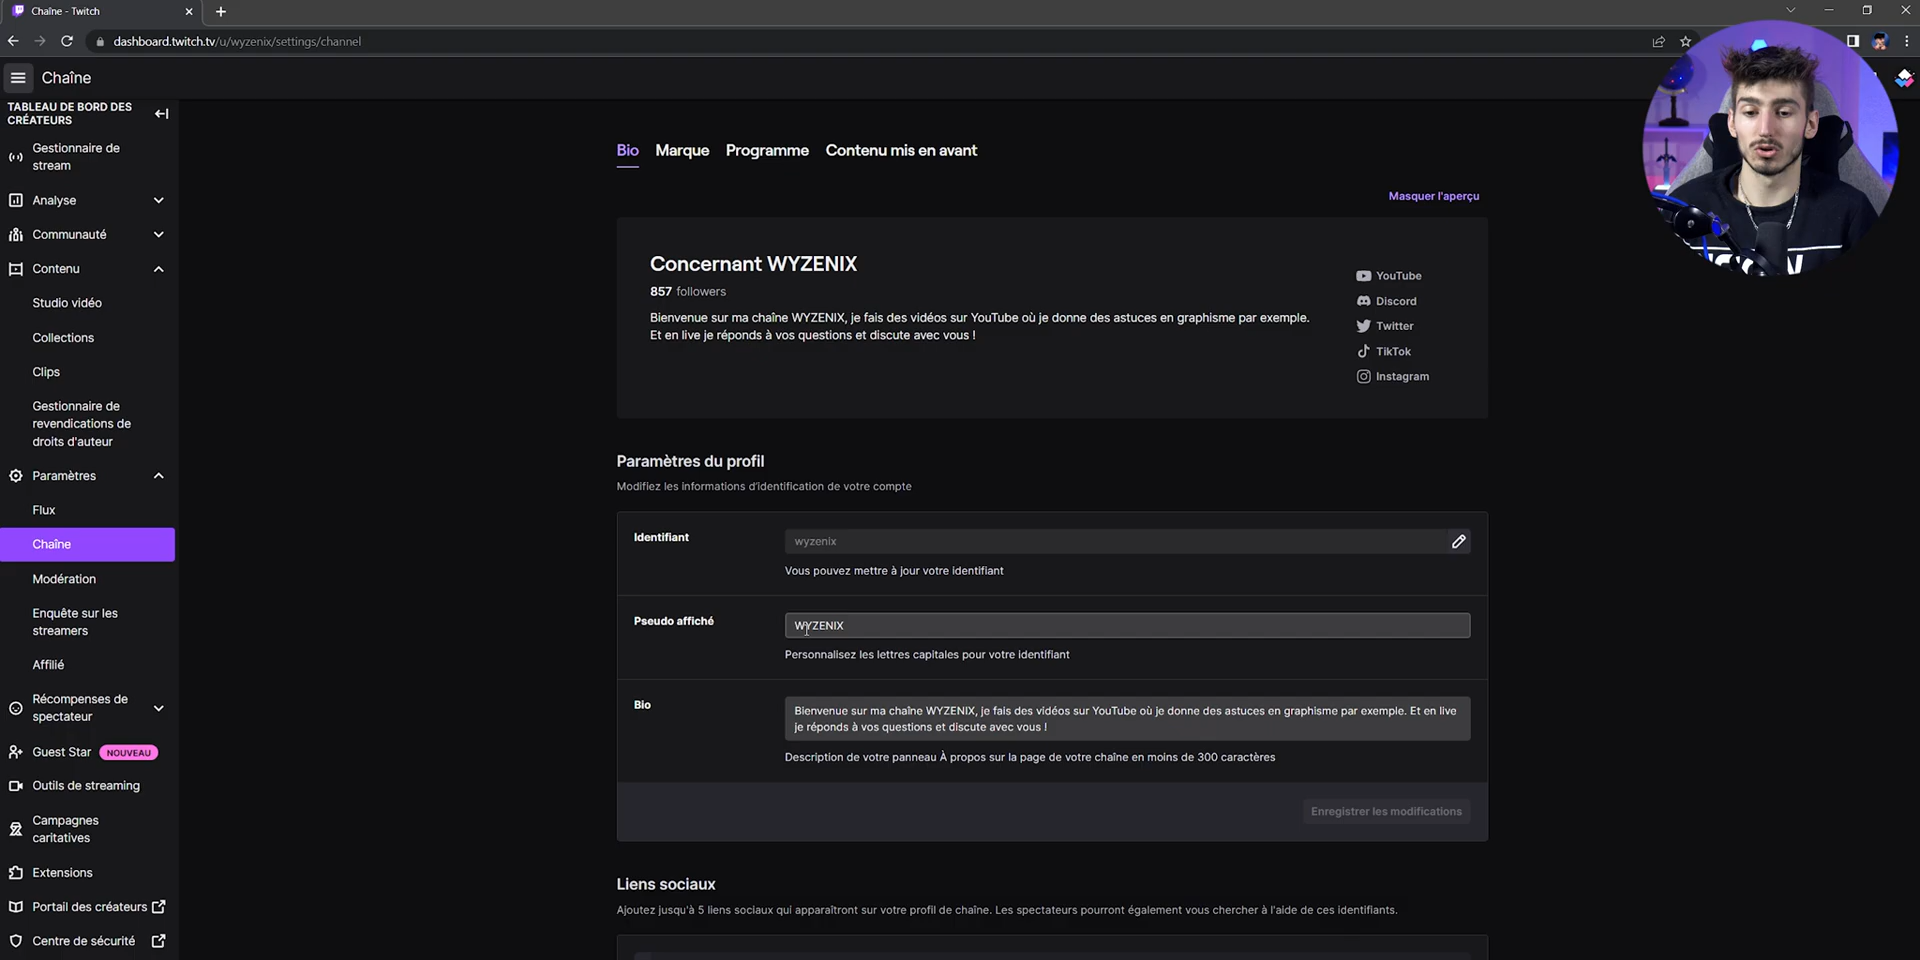 Chaîne - Twitch
dashboard.twitch.tv/u/wyzenix/settings/channel
Chaîne
TABLEAU DE BORD DES
CRÉATEURS
Gestionnaire de
stream
Analyse
Communauté
Contenu
Studio vidéo
Collections
Clips
Gestionnaire de
revendications de
droits d'auteur
Paramètres
Flux
Chaîne
Modération
Enquête sur les
streamers
Affilié
Récompenses de
spectateur
Guest Star NOUVEAU
Outils de streaming
Campagnes
caritatives
Extensions
Portail des créateurs
Centre de sécurité
Bio Marque Programme Contenu mis en avant
Masquer l'aperçu
Concernant WYZENIX
857 followers
Bienvenue sur ma chaîne WYZENIX, je fais des vidéos sur YouTube où je donne des astuces en graphisme par exemple.
Et en live je réponds à vos questions et discute avec vous !
YouTube
Discord
Twitter
TikTok
Instagram
Paramètres du profil
Modifiez les informations d'identification de votre compte
Identifiant
wyzenix
Vous pouvez mettre à jour votre identifiant
Pseudo affiché
WYZENIX
Personnalisez les lettres capitales pour votre identifiant
Bio
Bienvenue sur ma chaîne WYZENIX, je fais des vidéos sur YouTube où je donne des astuces en graphisme par exemple. Et en live
je réponds à vos questions et discute avec vous !
Description de votre panneau À propos sur la page de votre chaîne en moins de 300 caractères
Enregistrer les modifications
Liens sociaux
Ajoutez jusqu'à 5 liens sociaux qui apparaîtront sur votre profil de chaîne. Les spectateurs pourront également vous chercher à l'aide de ces identifiants.